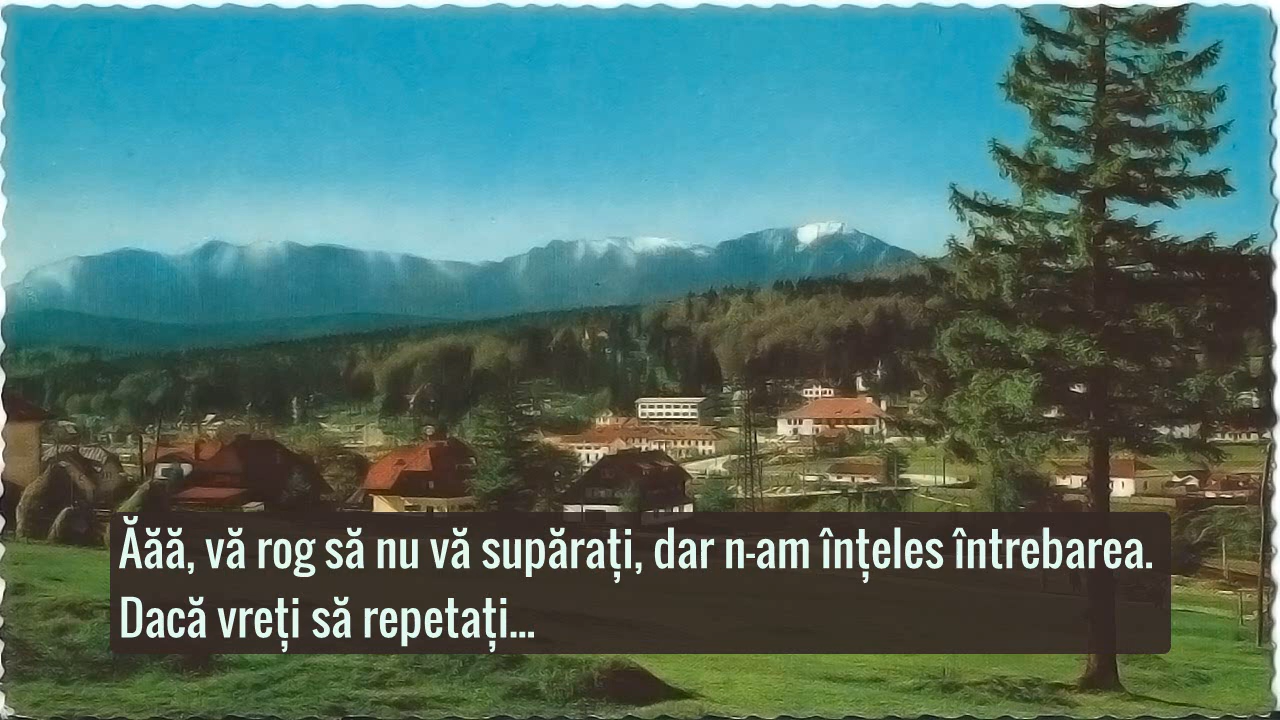 Ăăă, vă rog să nu vă supărați, dar n-am înțeles întrebarea.
Dacă vreți să repetați...